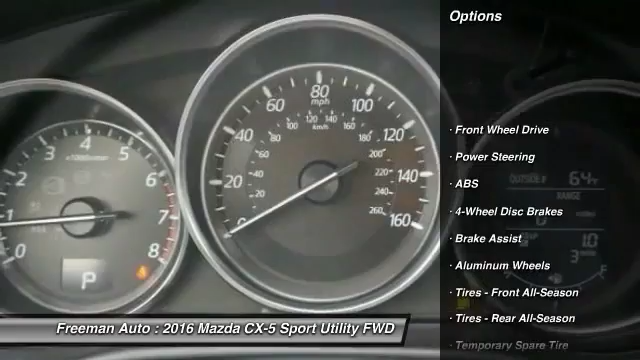 Options
· Front Wheel Drive
· Power Steering
· ABS
· 4-Wheel Disc Brakes
· Brake Assist
· Aluminum Wheels
· Tires - Front All-Season
· Tires - Rear All-Season
· Temporary Spare Tire
Freeman Auto : 2016 Mazda CX-5 Sport Utility FWD
0 20 40 60 80 100 120 140 160
mph
km/h
20 40 60 80 100 120 140 160 180 200 220 240 260
0 1 3 4 5 6 7 8
P
OUTSIDE 64°F
RANGE